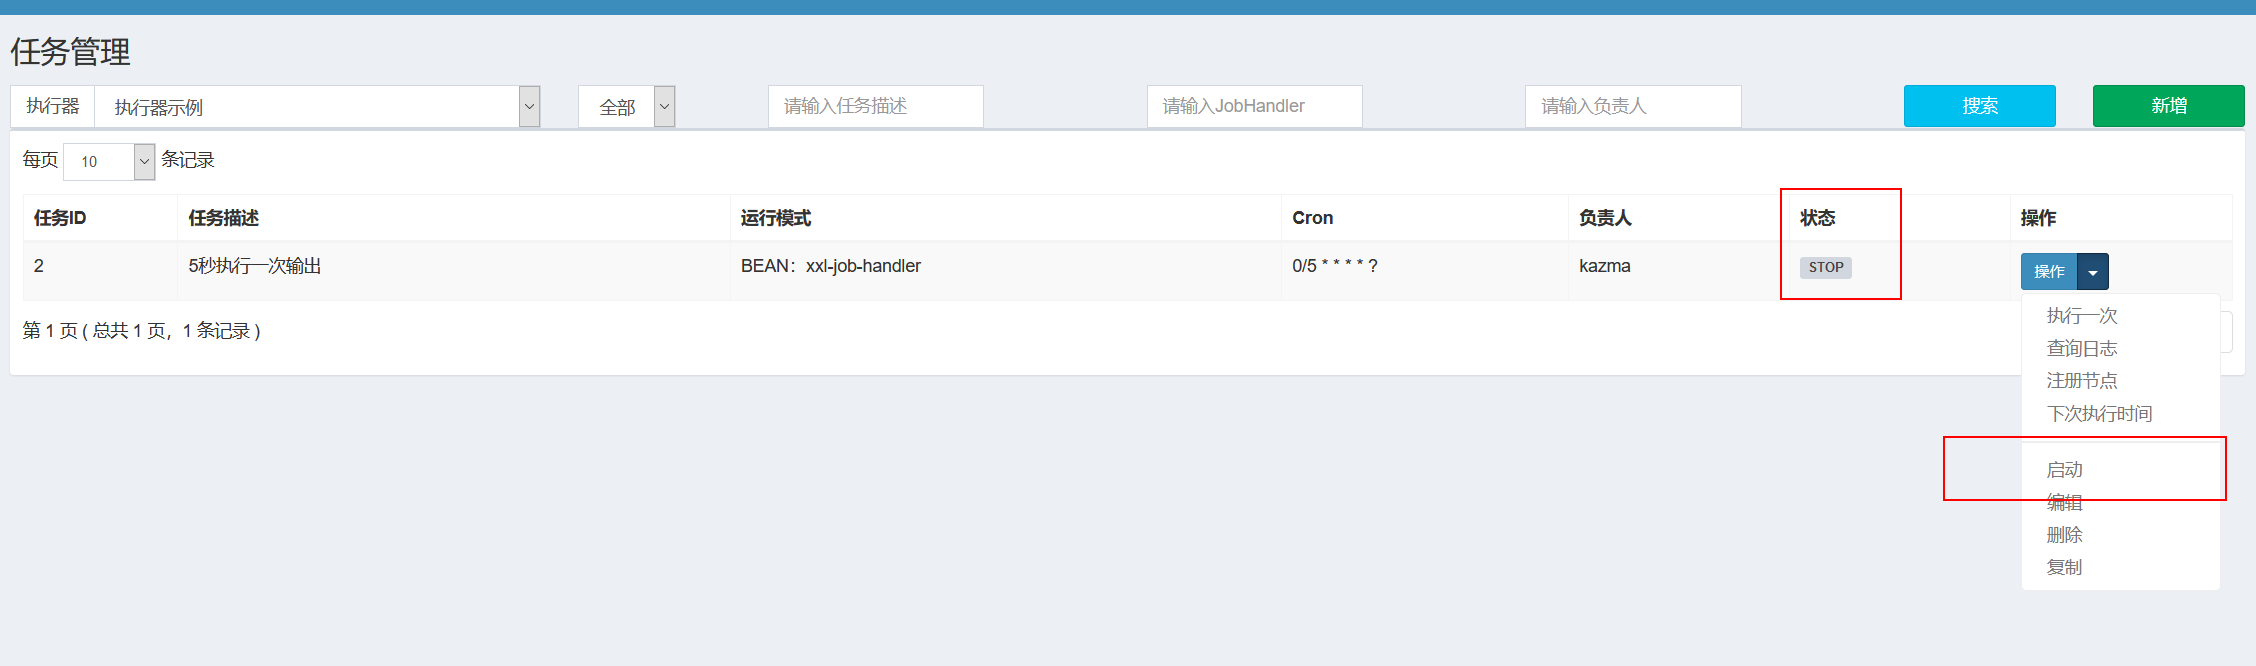 任务管理
执行器 执行器示例 全部 请输入任务描述 请输入JobHandler 请输入负责人 搜索 新增
每页 10 条记录
任务ID 任务描述 运行模式 Cron 负责人 状态 操作
2 5秒执行一次输出 BEAN：xxl-job-handler 0/5 * * * * ? kazma STOP 操作
执行一次
第 1 页 ( 总共 1 页，1 条记录 )
查询日志
注册节点
下次执行时间
启动
编辑
删除
复制